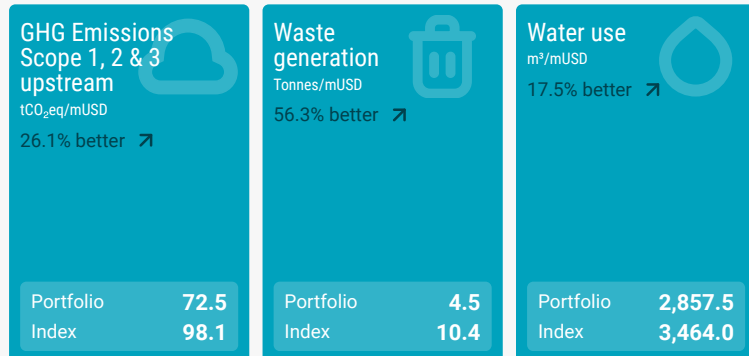 GHG Emissions
Scope 1, 2 & 3
upstream
tCO₂eq/mUSD
26.1% better
Portfolio 72.5
Index 98.1
Waste
generation
Tonnes/mUSD
56.3% better
Portfolio 4.5
Index 10.4
Water use
m³/mUSD
17.5% better
Portfolio 2,857.5
Index 3,464.0